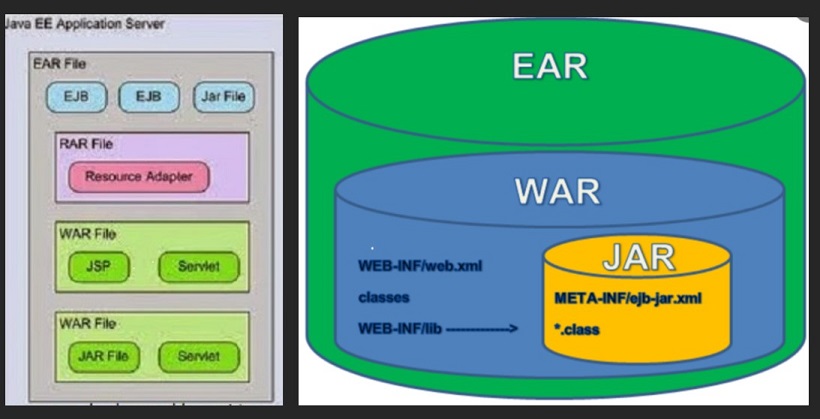 Java EE Application Server
EAR File
EJB EJB Jar File
RAR File
Resource Adapter
WAR File
JSP Servlet
WAR File
JAR File Servlet
EAR
WAR
JAR
WEB-INF/web.xml
classes
WEB-INF/lib ------------->
META-INF/ejb-jar.xml
*.class